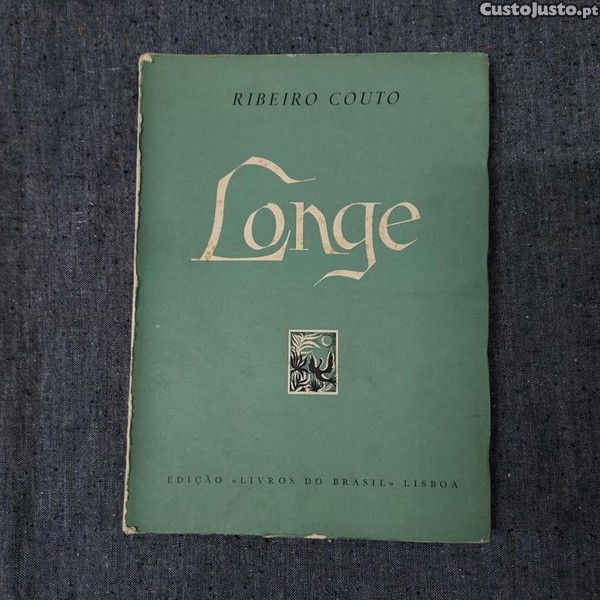 CustoJusto.pt
RIBEIRO COUTO
Longe
EDIÇÃO «LIVROS DO BRASIL» LISBOA